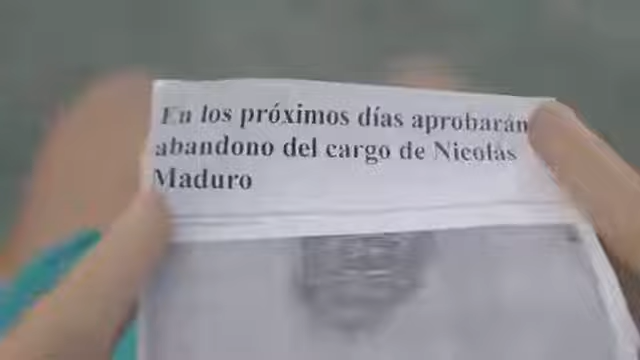 En los próximos días aprobarán
abandono del cargo de Nicolás
Maduro